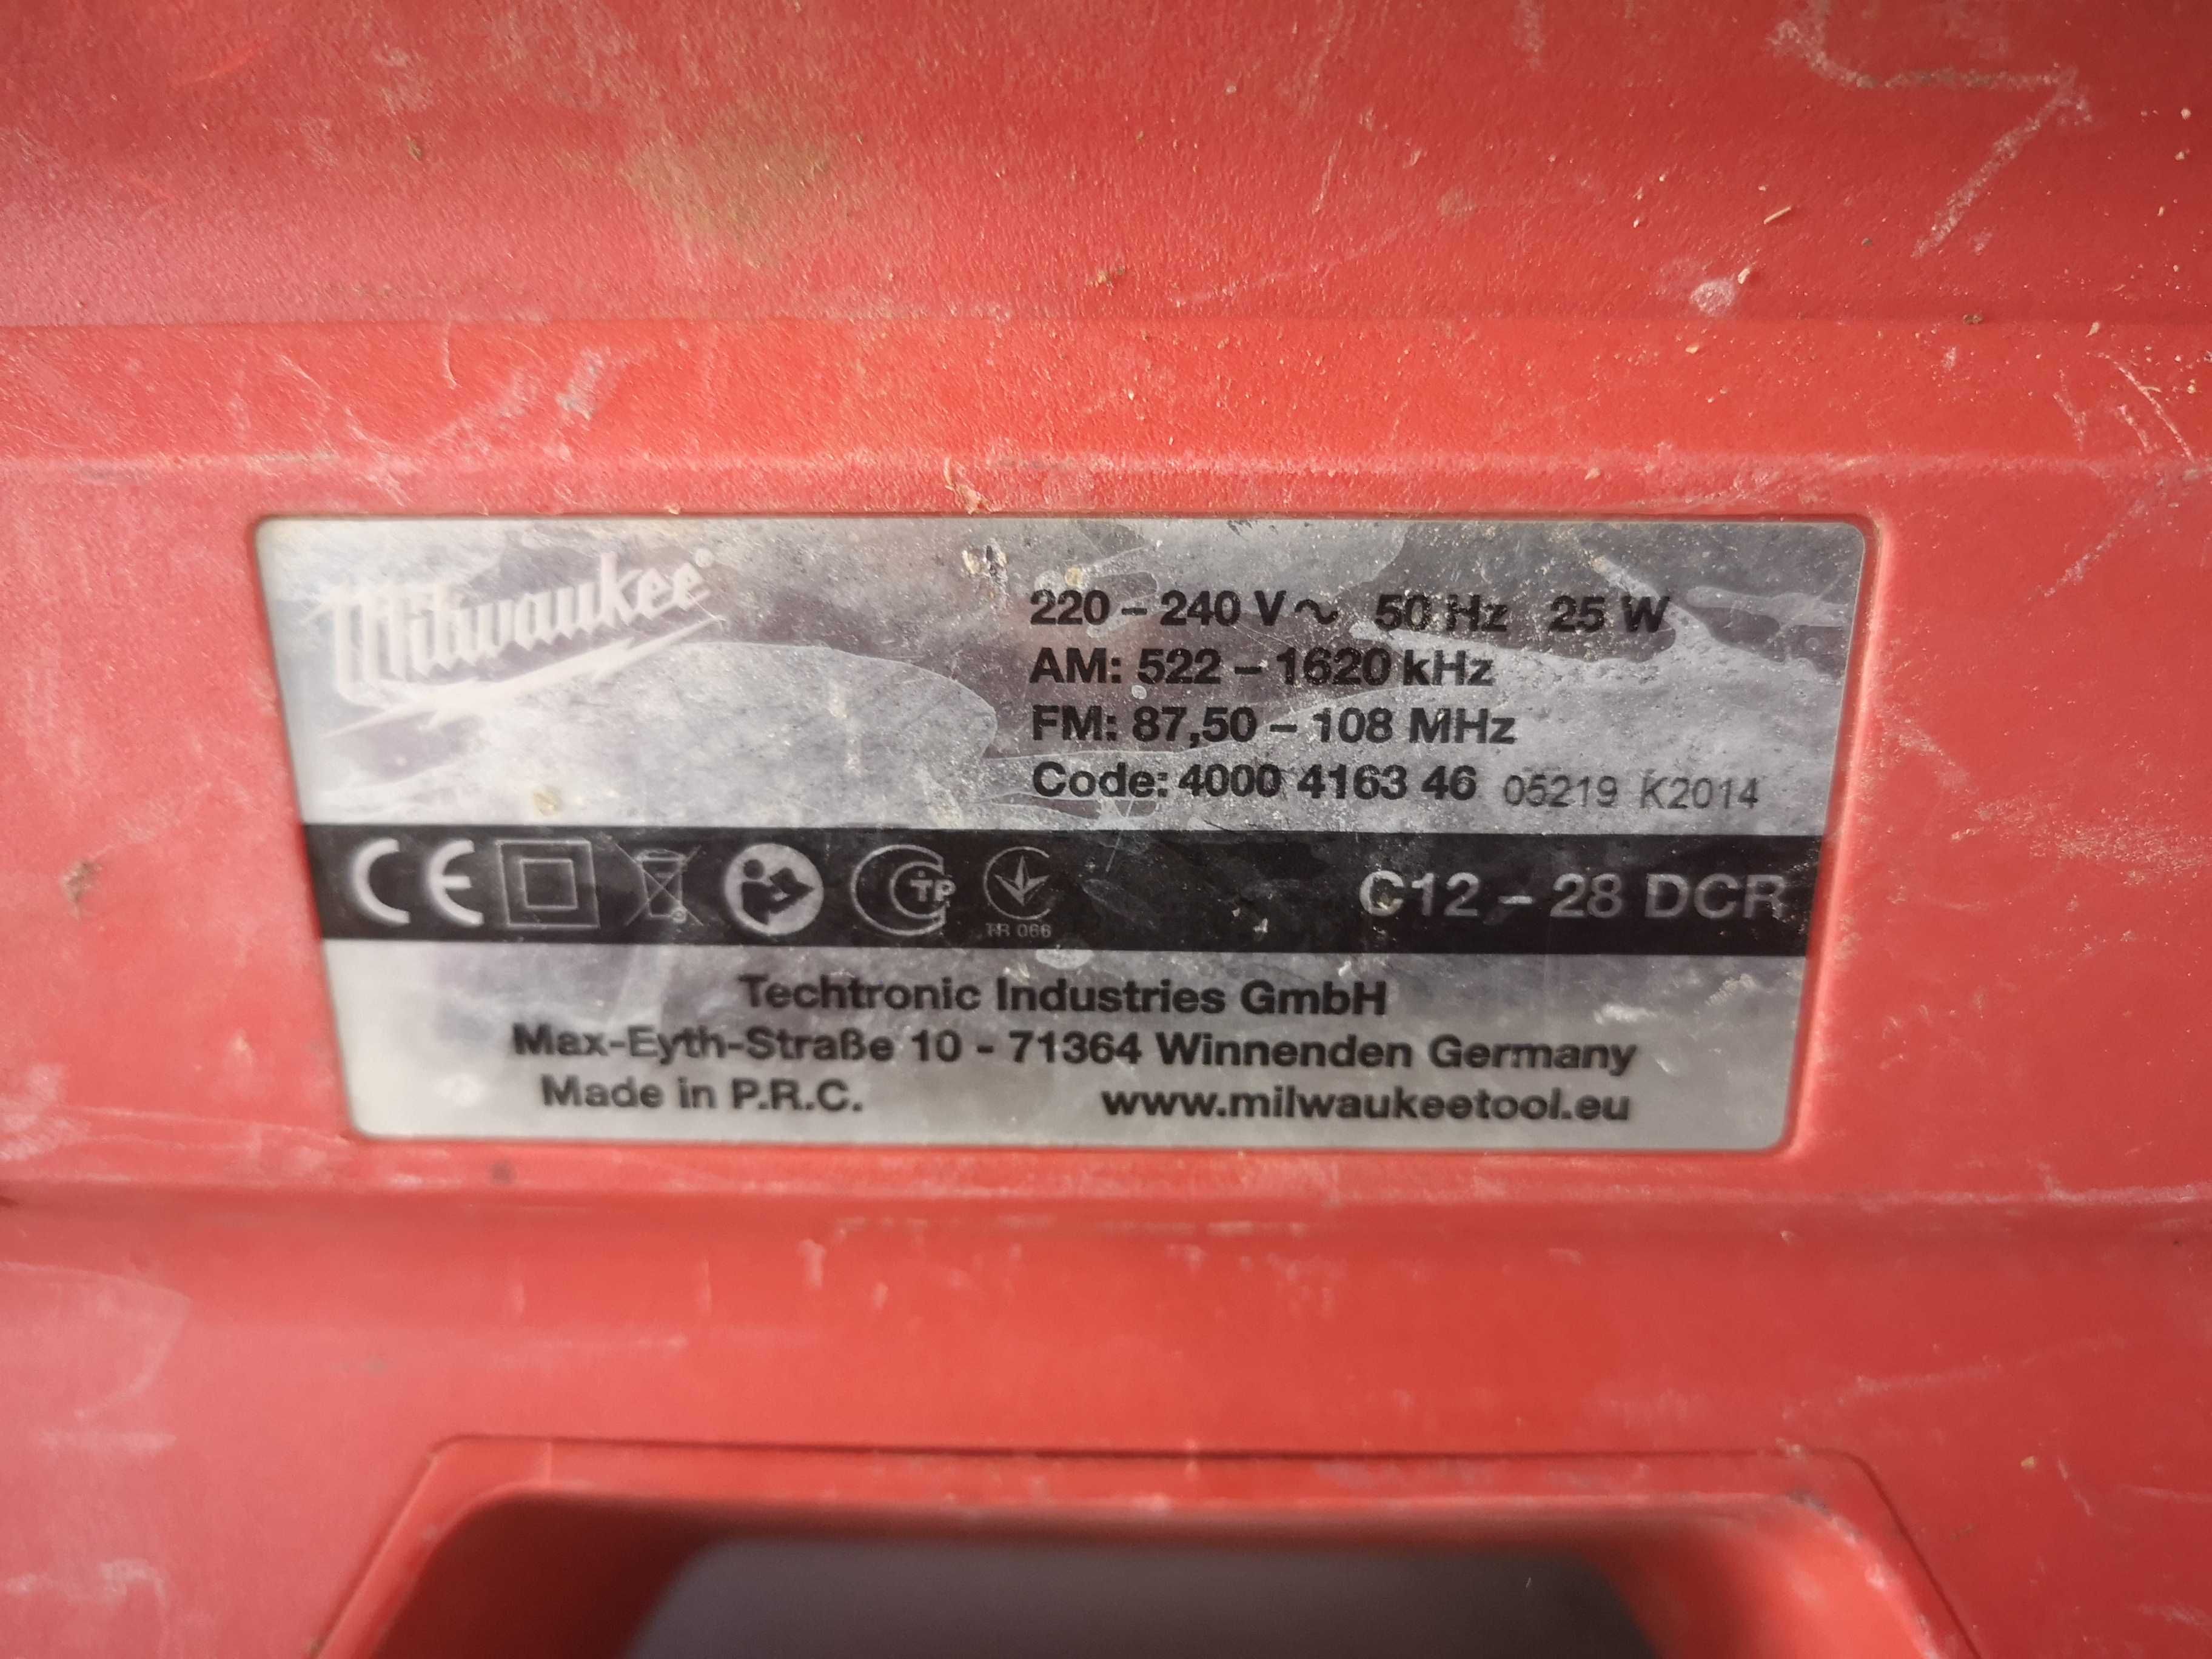 Milwaukee®
220 – 240 V~ 50 Hz 25 W
AM: 522 – 1620 kHz
FM: 87,50 – 108 MHz
Code: 4000 4163 46 05219 K2014
CE TP TR 066 C12 – 28 DCR
Techtronic Industries GmbH
Max-Eyth-Straße 10 - 71364 Winnenden Germany
Made in P.R.C. www.milwaukeetool.eu